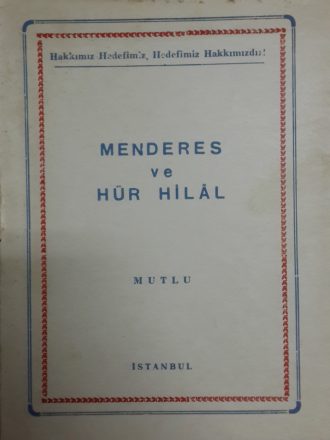 Hakkımız Hedefimiz, Hedefimiz Hakkımızdır!
MENDERES
ve
HÜR HİLÂL
MUTLU
İSTANBUL